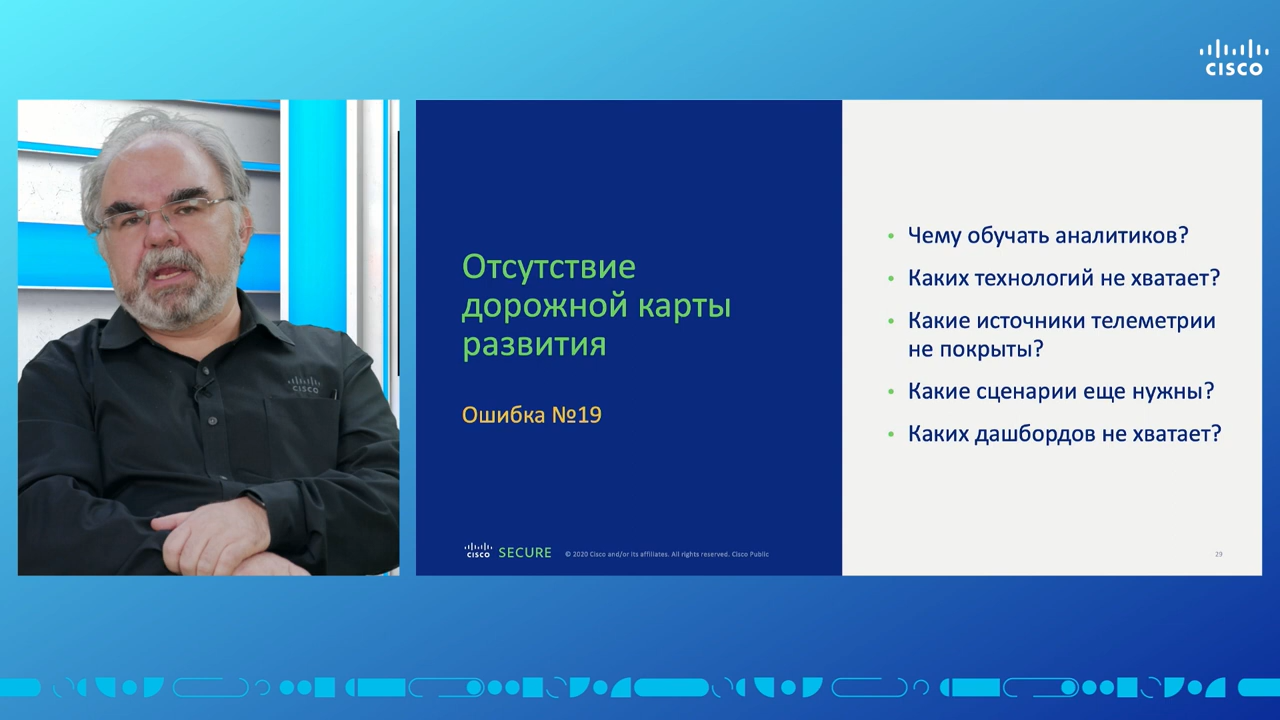 CISCO
CISCO
Отсутствие
дорожной карты
развития
Ошибка №19
CISCO SECURE © 2020 Cisco and/or its affiliates. All rights reserved. Cisco Public
• Чему обучать аналитиков?
• Каких технологий не хватает?
• Какие источники телеметрии
не покрыты?
• Какие сценарии еще нужны?
• Каких дашбордов не хватает?
29